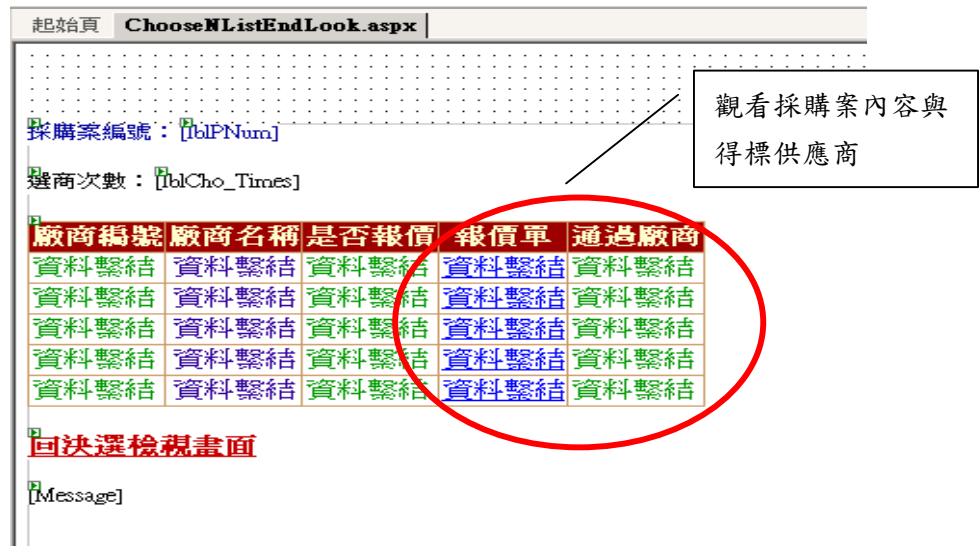 起始頁 ChooseNListEndLook.aspx
觀看採購案內容與
得標供應商
採購案編號：[lblPNum]
選商次數：[lblCho_Times]
廠商編號 廠商名稱 是否報價 報價單 通過廠商
資料繫結 資料繫結 資料繫結 資料繫結 資料繫結
資料繫結 資料繫結 資料繫結 資料繫結 資料繫結
資料繫結 資料繫結 資料繫結 資料繫結 資料繫結
資料繫結 資料繫結 資料繫結 資料繫結 資料繫結
資料繫結 資料繫結 資料繫結 資料繫結 資料繫結
回決選檢視畫面
[Message]